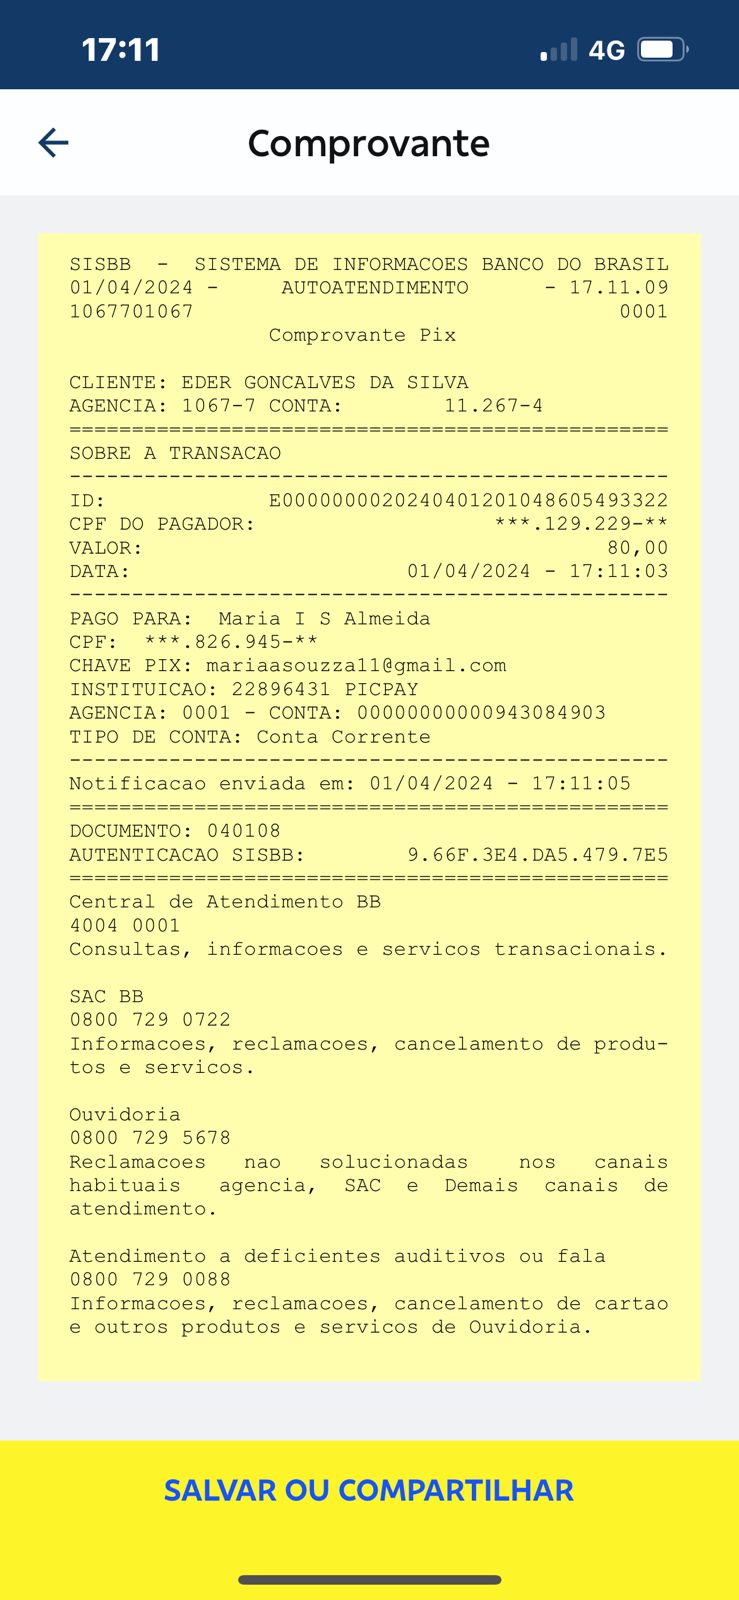 17:11
4G
Comprovante
SISBB - SISTEMA DE INFORMACOES BANCO DO BRASIL
01/04/2024 - AUTOATENDIMENTO - 17.11.09
1067701067 0001
Comprovante Pix
CLIENTE: EDER GONCALVES DA SILVA
AGENCIA: 1067-7 CONTA: 11.267-4
================================================
SOBRE A TRANSACAO
------------------------------------------------
ID: E0000000020240401201048605493322
CPF DO PAGADOR: ***.129.229-**
VALOR: 80,00
DATA: 01/04/2024 - 17:11:03
------------------------------------------------
PAGO PARA: Maria I S Almeida
CPF: ***.826.945-**
CHAVE PIX: mariaasouzza11@gmail.com
INSTITUICAO: 22896431 PICPAY
AGENCIA: 0001 - CONTA: 00000000000943084903
TIPO DE CONTA: Conta Corrente
------------------------------------------------
Notificacao enviada em: 01/04/2024 - 17:11:05
================================================
DOCUMENTO: 040108
AUTENTICACAO SISBB: 9.66F.3E4.DA5.479.7E5
================================================
Central de Atendimento BB
4004 0001
Consultas, informacoes e servicos transacionais.
SAC BB
0800 729 0722
Informacoes, reclamacoes, cancelamento de produ-
tos e servicos.
Ouvidoria
0800 729 5678
Reclamacoes nao solucionadas nos canais
habituais agencia, SAC e Demais canais de
atendimento.
Atendimento a deficientes auditivos ou fala
0800 729 0088
Informacoes, reclamacoes, cancelamento de cartao
e outros produtos e servicos de Ouvidoria.
SALVAR OU COMPARTILHAR